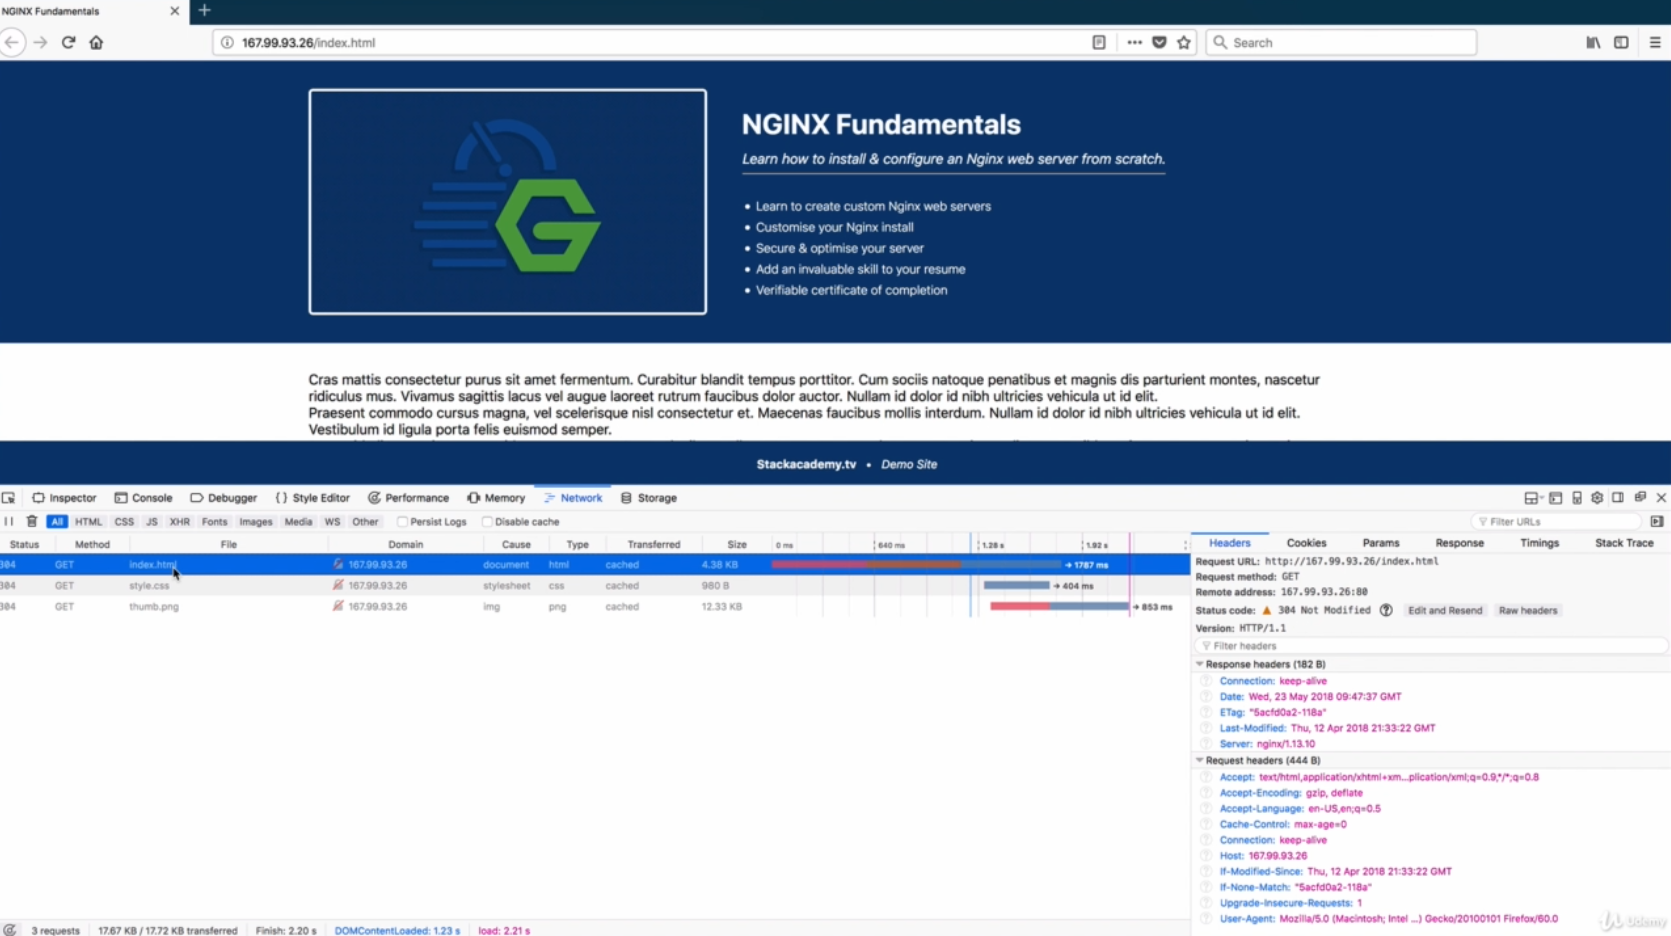 NGINX Fundamentals
167.99.93.26/index.html
Search
NGINX Fundamentals
Learn how to install & configure an Nginx web server from scratch.
• Learn to create custom Nginx web servers
• Customise your Nginx install
• Secure & optimise your server
• Add an invaluable skill to your resume
• Verifiable certificate of completion
Cras mattis consectetur purus sit amet fermentum. Curabitur blandit tempus porttitor. Cum sociis natoque penatibus et magnis dis parturient montes, nascetur
ridiculus mus. Vivamus sagittis lacus vel augue laoreet rutrum faucibus dolor auctor. Nullam id dolor id nibh ultricies vehicula ut id elit.
Praesent commodo cursus magna, vel scelerisque nisl consectetur et. Maecenas faucibus mollis interdum. Nullam id dolor id nibh ultricies vehicula ut id elit.
Vestibulum id ligula porta felis euismod semper.
Stackacademy.tv • Demo Site
Inspector Console Debugger { } Style Editor Performance Memory Network Storage
All HTML CSS JS XHR Fonts Images Media WS Other Persist Logs Disable cache Filter URLs
Status Method File Domain Cause Type Transferred Size 0 ms 640 ms 1.28 s 1.92 s
304 GET index.html 167.99.93.26 document html cached 4.38 KB → 1787 ms
304 GET style.css 167.99.93.26 stylesheet css cached 980 B → 404 ms
304 GET thumb.png 167.99.93.26 img png cached 12.33 KB → 853 ms
Headers Cookies Params Response Timings Stack Trace
Request URL: http://167.99.93.26/index.html
Request method: GET
Remote address: 167.99.93.26:80
Status code: 304 Not Modified Edit and Resend Raw headers
Version: HTTP/1.1
Filter headers
Response headers (182 B)
Connection: keep-alive
Date: Wed, 23 May 2018 09:47:37 GMT
ETag: "5acfd0a2-118a"
Last-Modified: Thu, 12 Apr 2018 21:33:22 GMT
Server: nginx/1.13.10
Request headers (444 B)
Accept: text/html,application/xhtml+xm...plication/xml;q=0.9,*/*;q=0.8
Accept-Encoding: gzip, deflate
Accept-Language: en-US,en;q=0.5
Cache-Control: max-age=0
Connection: keep-alive
Host: 167.99.93.26
If-Modified-Since: Thu, 12 Apr 2018 21:33:22 GMT
If-None-Match: "5acfd0a2-118a"
Upgrade-Insecure-Requests: 1
User-Agent: Mozilla/5.0 (Macintosh; Intel ...) Gecko/20100101 Firefox/60.0
3 requests 17.67 KB / 17.72 KB transferred Finish: 2.20 s DOMContentLoaded: 1.23 s load: 2.21 s
Udemy